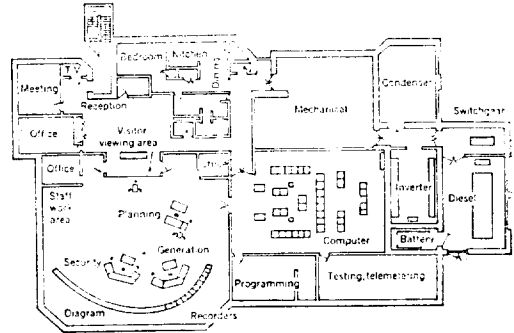 Bedroom
Kitchen
Dining
T.V.
Meeting
Reception
Condenser
Mechanical
Switchgear
Office
Visitor
viewing area
Office
Office
Staff
work
area
Inverter
Diesel
Planning
Generation
Security
Computer
Battery
Programming
Testing, telemetering
Diagram
Recorders